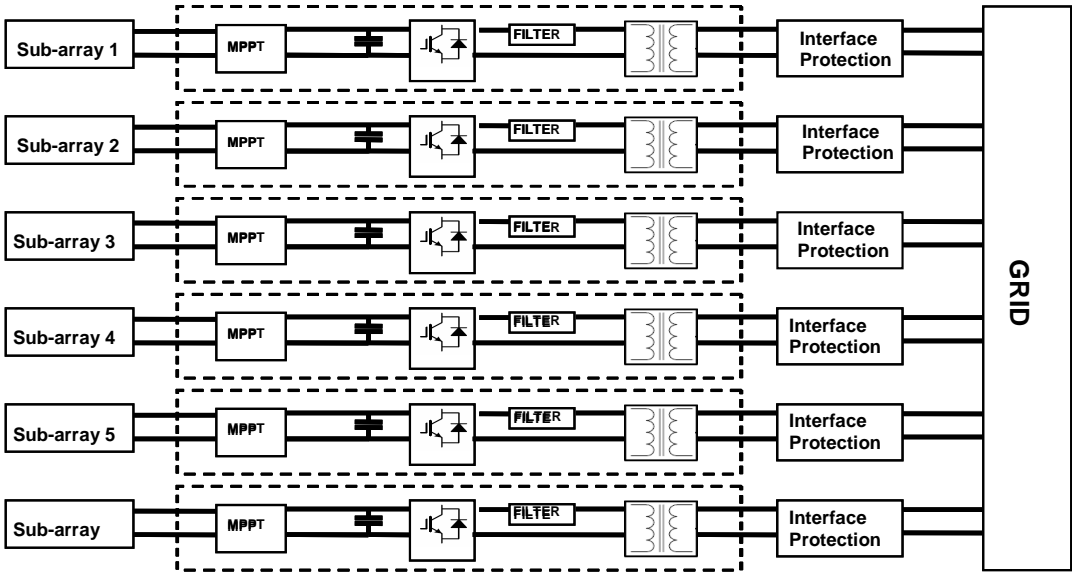 Sub-array 1
MPPT
FILTER
Interface
Protection
Sub-array 2
MPPT
FILTER
Interface
Protection
Sub-array 3
MPPT
FILTER
Interface
Protection
Sub-array 4
MPPT
FILTER
Interface
Protection
Sub-array 5
MPPT
FILTER
Interface
Protection
Sub-array
MPPT
FILTER
Interface
Protection
GRID